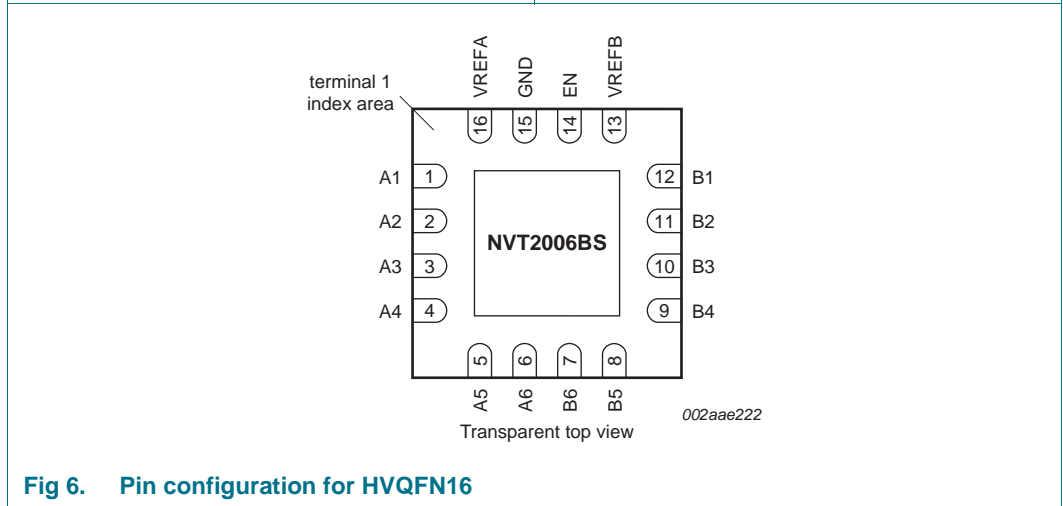 VREFA
GND
EN
VREFB
terminal 1
index area
16
15
14
13
A1 1
12 B1
A2 2
11 B2
NVT2006BS
A3 3
10 B3
A4 4
9 B4
5
6
7
8
A5
A6
B6
B5
002aae222
Transparent top view
Fig 6. Pin configuration for HVQFN16